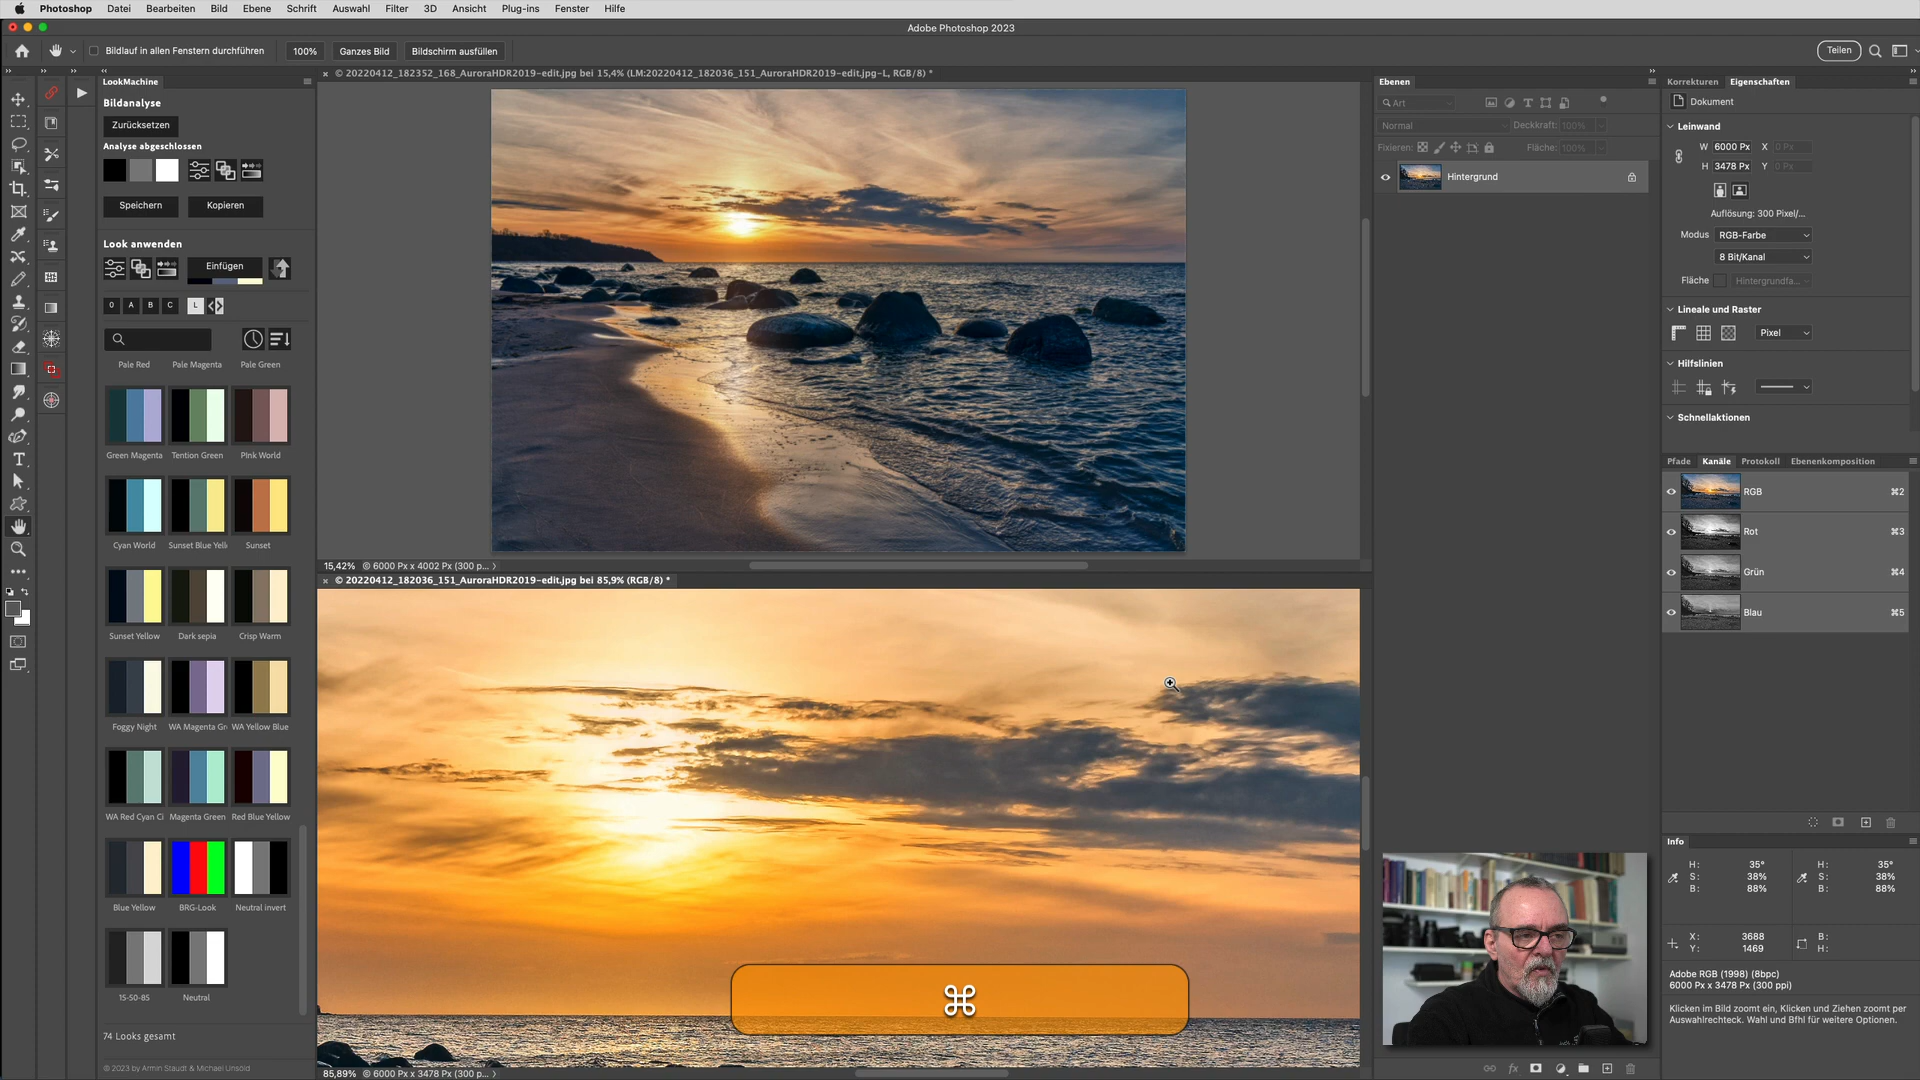 Photoshop Datei Bearbeiten Bild Ebene Schrift Auswahl Filter 3D Ansicht Plug-ins Fenster Hilfe
Adobe Photoshop 2023
Bildlauf in allen Fenstern durchführen 100% Ganzes Bild Bildschirm ausfüllen Teilen
LookMachine
Bildanalyse
Zurücksetzen
Analyse abgeschlossen
Speichern Kopieren
Look anwenden
Einfügen
0 A B C L
Pale Red Pale Magenta Pale Green
Green Magenta Tention Green PInk World
Cyan World Sunset Blue Yell Sunset
Sunset Yellow Dark sepia Crisp Warm
Foggy Night WA Magenta Gr WA Yellow Blue
WA Red Cyan Ci Magenta Green Red Blue Yellow
Blue Yellow BRG-Look Neutral invert
15-50-85 Neutral
74 Looks gesamt
© 2023 by Armin Staudt & Michael Unsöld
© 20220412_182352_168_AuroraHDR2019-edit.jpg bei 15,4% (LM:20220412_182036_151_AuroraHDR2019-edit.jpg-L, RGB/8) *
15,42% © 6000 Px x 4002 Px (300 p...
© 20220412_182036_151_AuroraHDR2019-edit.jpg bei 85,9% (RGB/8) *
⌘
85,89% © 6000 Px x 3478 Px (300 p...
Ebenen
Art
Normal Deckkraft: 100%
Fixieren: Fläche: 100%
Hintergrund
Korrekturen Eigenschaften
Dokument
Leinwand
W 6000 Px X 0 Px
H 3478 Px Y 0 Px
Auflösung: 300 Pixel/...
Modus RGB-Farbe
8 Bit/Kanal
Fläche Hintergrundfa...
Lineale und Raster
Pixel
Hilfslinien
Schnellaktionen
Pfade Kanäle Protokoll Ebenenkomposition
RGB ⌘2
Rot ⌘3
Grün ⌘4
Blau ⌘5
Info
H: 35° H: 35°
S: 38% S: 38%
B: 88% B: 88%
X: 3688 B:
Y: 1469 H:
Adobe RGB (1998) (8bpc)
6000 Px x 3478 Px (300 ppi)
Klicken im Bild zoomt ein, Klicken und Ziehen zoomt per
Auswahlrechteck. Wahl und Bfhl für weitere Optionen.